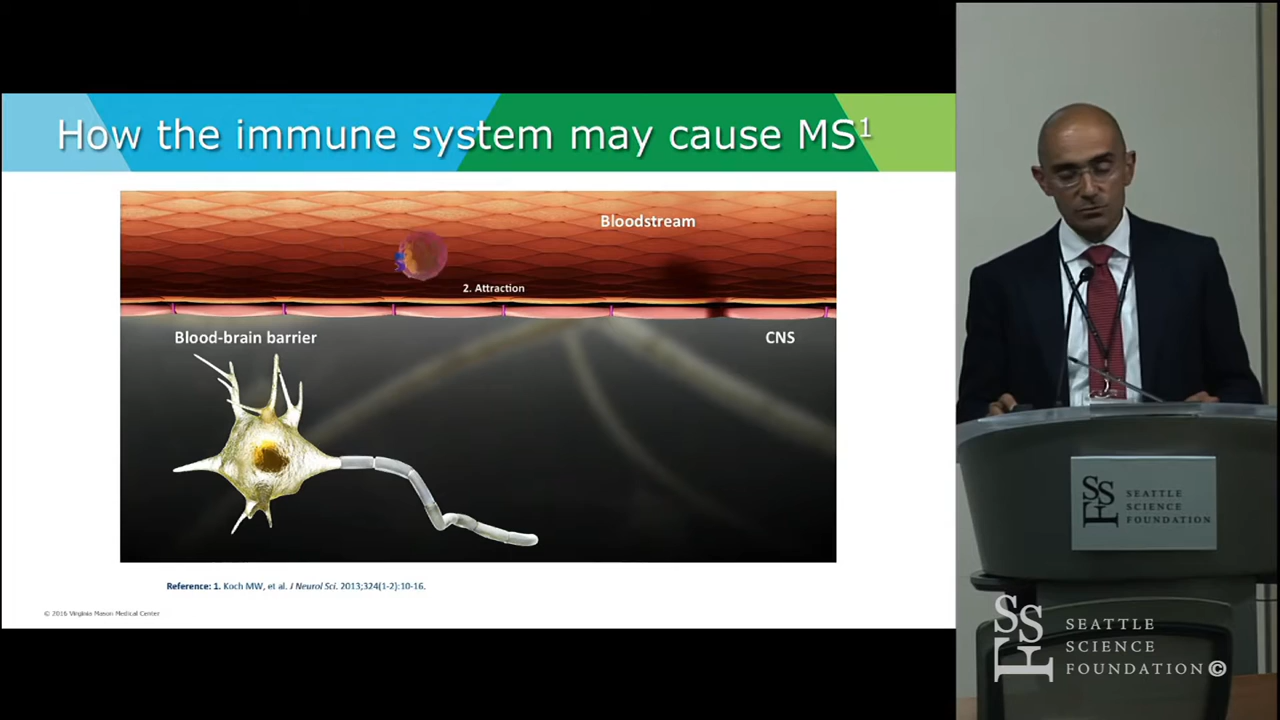 How the immune system may cause MS¹
Bloodstream
2. Attraction
Blood-brain barrier
CNS
Reference: 1. Koch MW, et al. J Neurol Sci. 2013;324(1-2):10-16.
© 2016 Virginia Mason Medical Center
SSF
SEATTLE
SCIENCE
FOUNDATION
SSF
SEATTLE
SCIENCE
FOUNDATION©